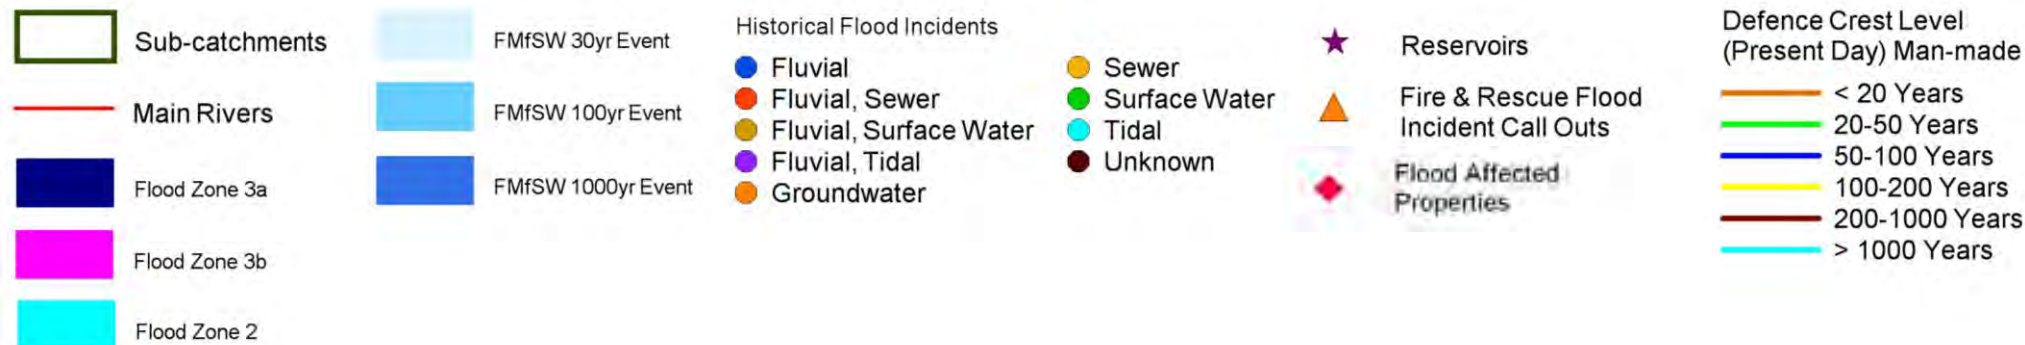 Sub-catchments
Main Rivers
Flood Zone 3a
Flood Zone 3b
Flood Zone 2
FMfSW 30yr Event
FMfSW 100yr Event
FMfSW 1000yr Event
Historical Flood Incidents
Fluvial
Fluvial, Sewer
Fluvial, Surface Water
Fluvial, Tidal
Groundwater
Sewer
Surface Water
Tidal
Unknown
Reservoirs
Fire & Rescue Flood
Incident Call Outs
Flood Affected
Properties
Defence Crest Level
(Present Day) Man-made
< 20 Years
20-50 Years
50-100 Years
100-200 Years
200-1000 Years
> 1000 Years